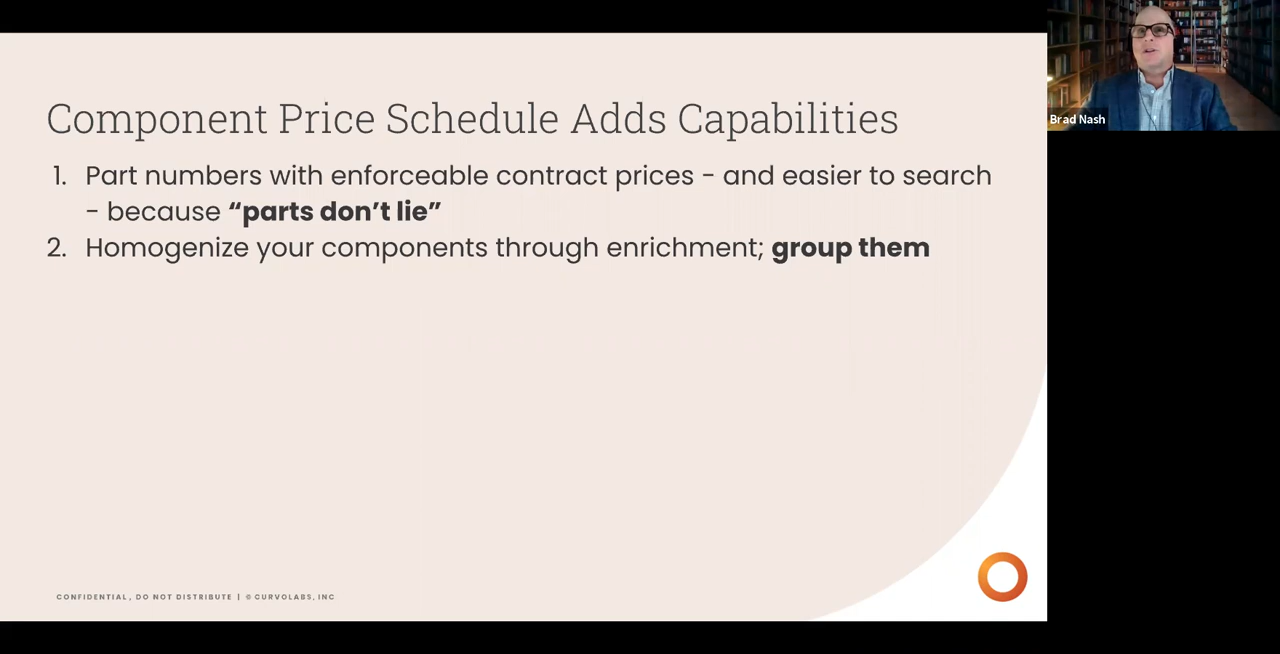 Component Price Schedule Adds Capabilities
1. Part numbers with enforceable contract prices - and easier to search
- because “parts don’t lie”
2. Homogenize your components through enrichment; group them
CONFIDENTIAL, DO NOT DISTRIBUTE | © CURVOLABS, INC
Brad Nash